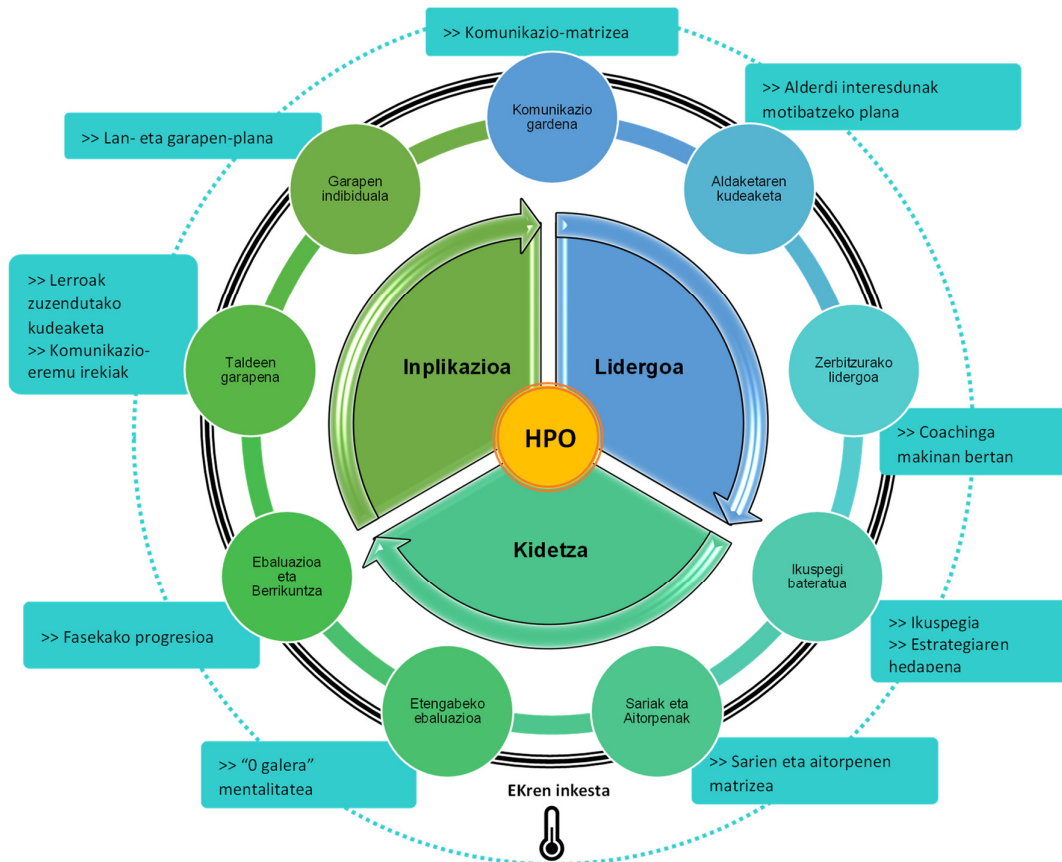 >> Komunikazio-matrizea
>> Alderdi interesdunak
motibatzeko plana
>> Lan- eta garapen-plana
Komunikazio
gardena
Garapen
indibiduala
Aldaketaren
kudeaketa
>> Lerroak
zuzendutako
kudeaketa
>> Komunikazio-
eremu irekiak
Taldeen
garapena
Inplikazioa
Lidergoa
Zerbitzurako
lidergoa
HPO
>> Coachinga
makinan bertan
Kidetza
Ebaluazioa
eta
Berrikuntza
Ikuspegi
bateratua
>> Fasekako progresioa
>> Ikuspegia
>> Estrategiaren
hedapena
Etengabeko
ebaluazioa
Sariak eta
Aitorpenak
>> “0 galera”
mentalitatea
>> Sarien eta aitorpenen
matrizea
EKren inkesta